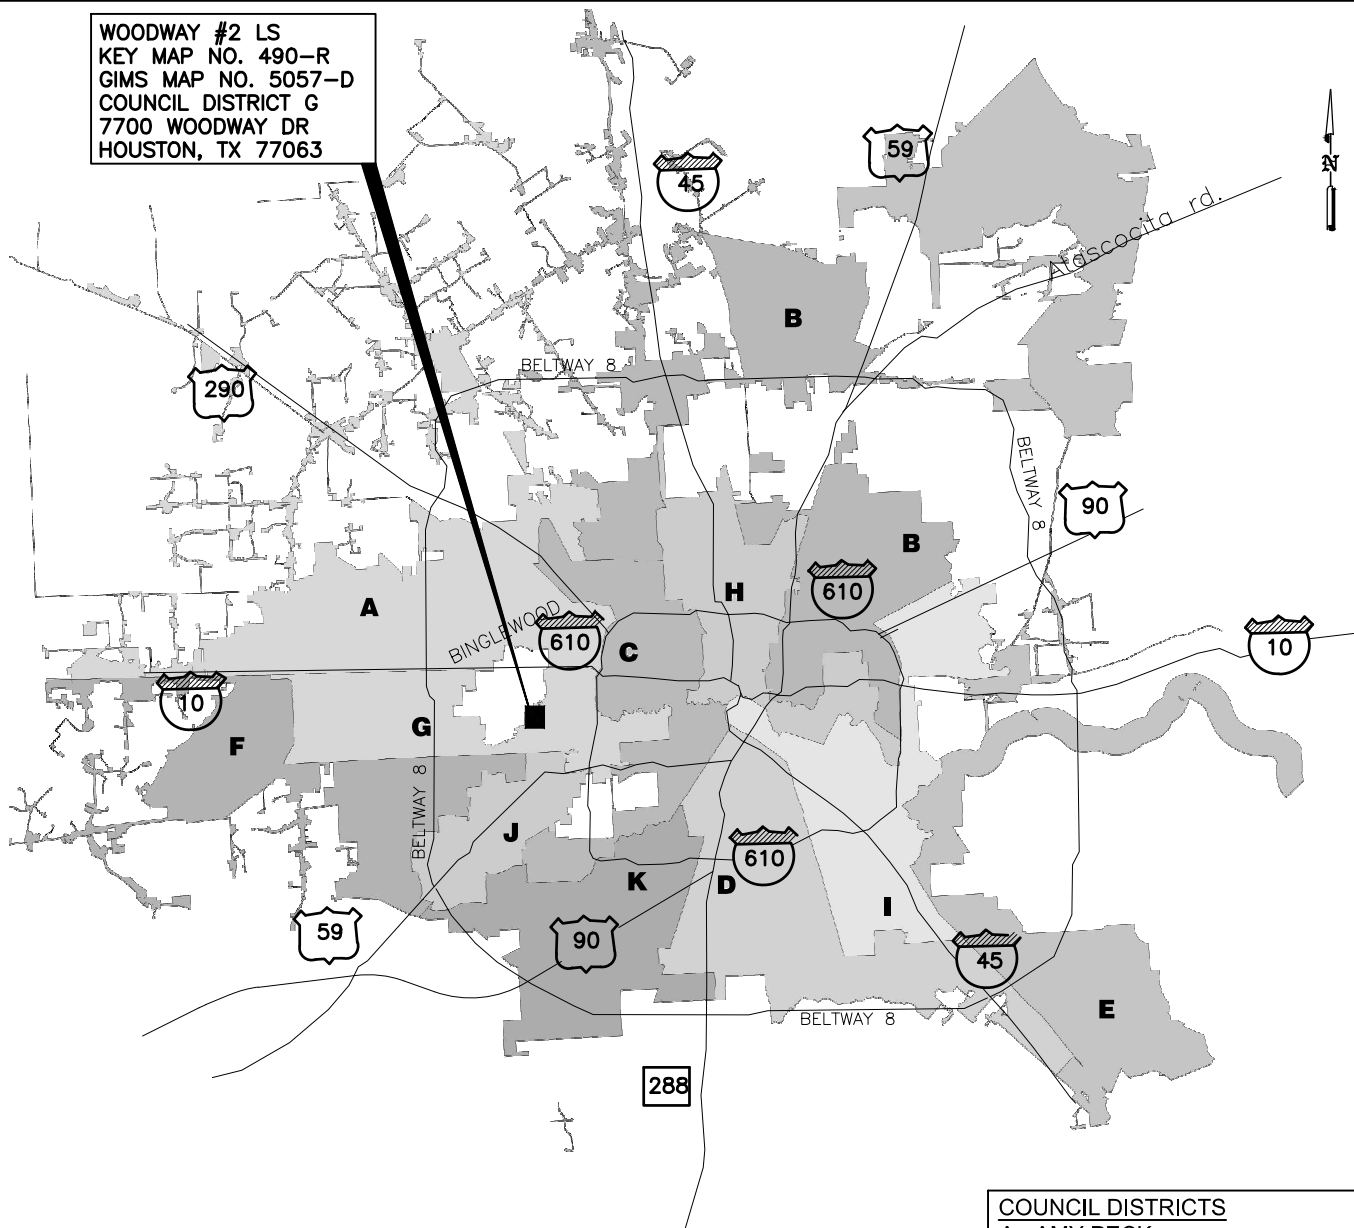 WOODWAY #2 LS
KEY MAP NO. 490-R
GIMS MAP NO. 5057-D
COUNCIL DISTRICT G
7700 WOODWAY DR
HOUSTON, TX 77063
45
59
N
Atascocita rd.
B
BELTWAY 8
290
BELTWAY 8
90
B
610
H
A
BINGLEWOOD
610
C
10
10
G
F
BELTWAY 8
J
610
K
D
I
59
90
45
E
BELTWAY 8
288
COUNCIL DISTRICTS